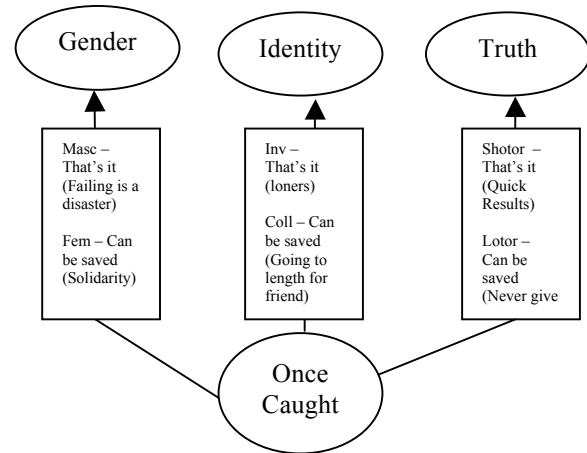 Gender
Identity
Truth
Masc –
That's it
(Failing is a
disaster)
Fem – Can
be saved
(Solidarity)
Inv –
That's it
(loners)
Coll – Can
be saved
(Going to
length for
friend)
Shotor –
That's it
(Quick
Results)
Lotor –
Can be
saved
(Never give
Once
Caught